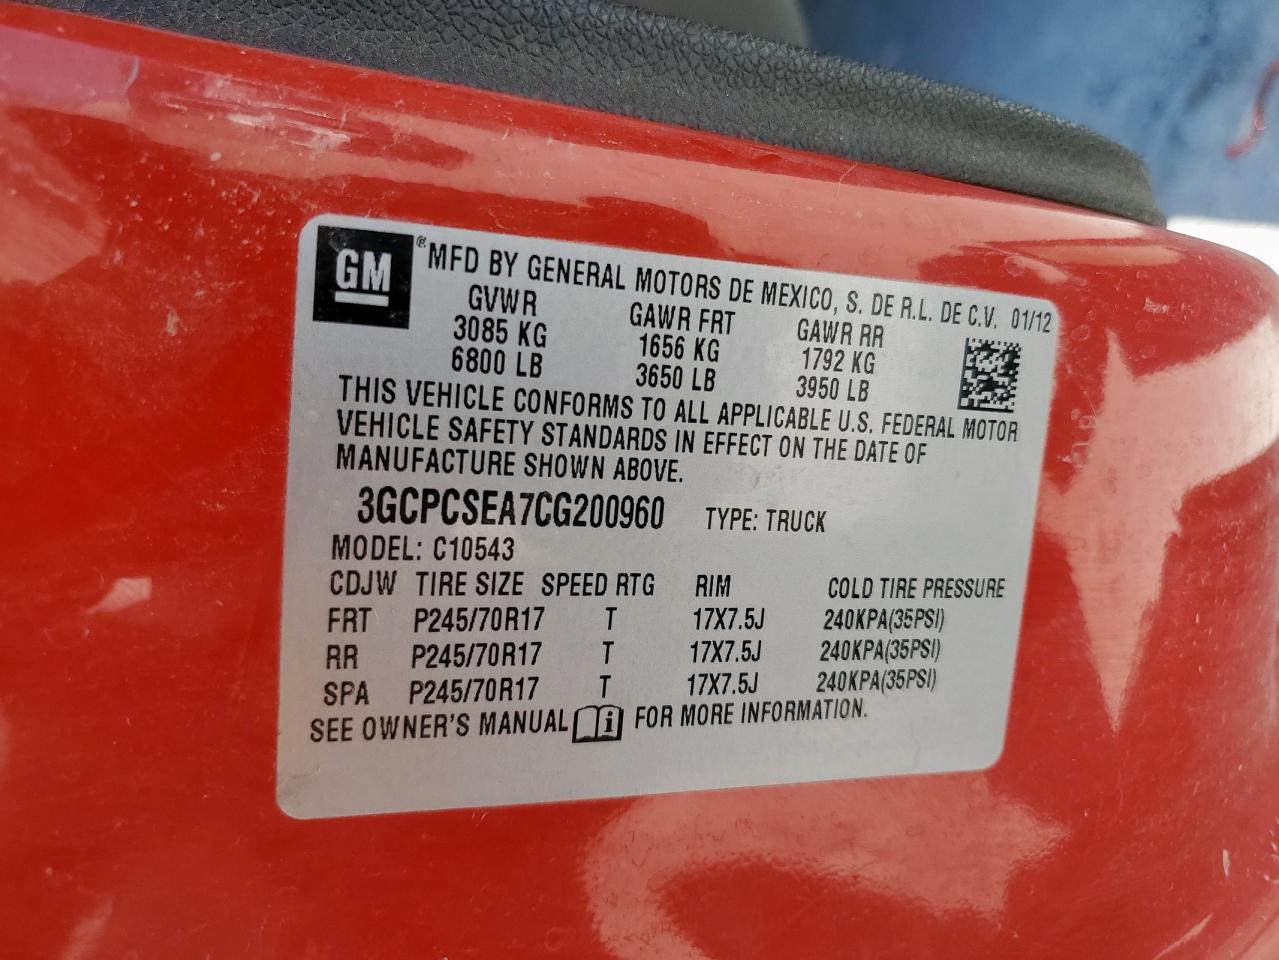 GM ® MFD BY GENERAL MOTORS DE MEXICO, S. DE R.L. DE C.V. 01/12
GVWR GAWR FRT GAWR RR
3085 KG 1656 KG 1792 KG
6800 LB 3650 LB 3950 LB
THIS VEHICLE CONFORMS TO ALL APPLICABLE U.S. FEDERAL MOTOR
VEHICLE SAFETY STANDARDS IN EFFECT ON THE DATE OF
MANUFACTURE SHOWN ABOVE.
3GCPCSEA7CG200960 TYPE: TRUCK
MODEL: C10543
CDJW TIRE SIZE SPEED RTG RIM COLD TIRE PRESSURE
FRT P245/70R17 T 17X7.5J 240KPA(35PSI)
RR P245/70R17 T 17X7.5J 240KPA(35PSI)
SPA P245/70R17 T 17X7.5J 240KPA(35PSI)
SEE OWNER'S MANUAL i FOR MORE INFORMATION.